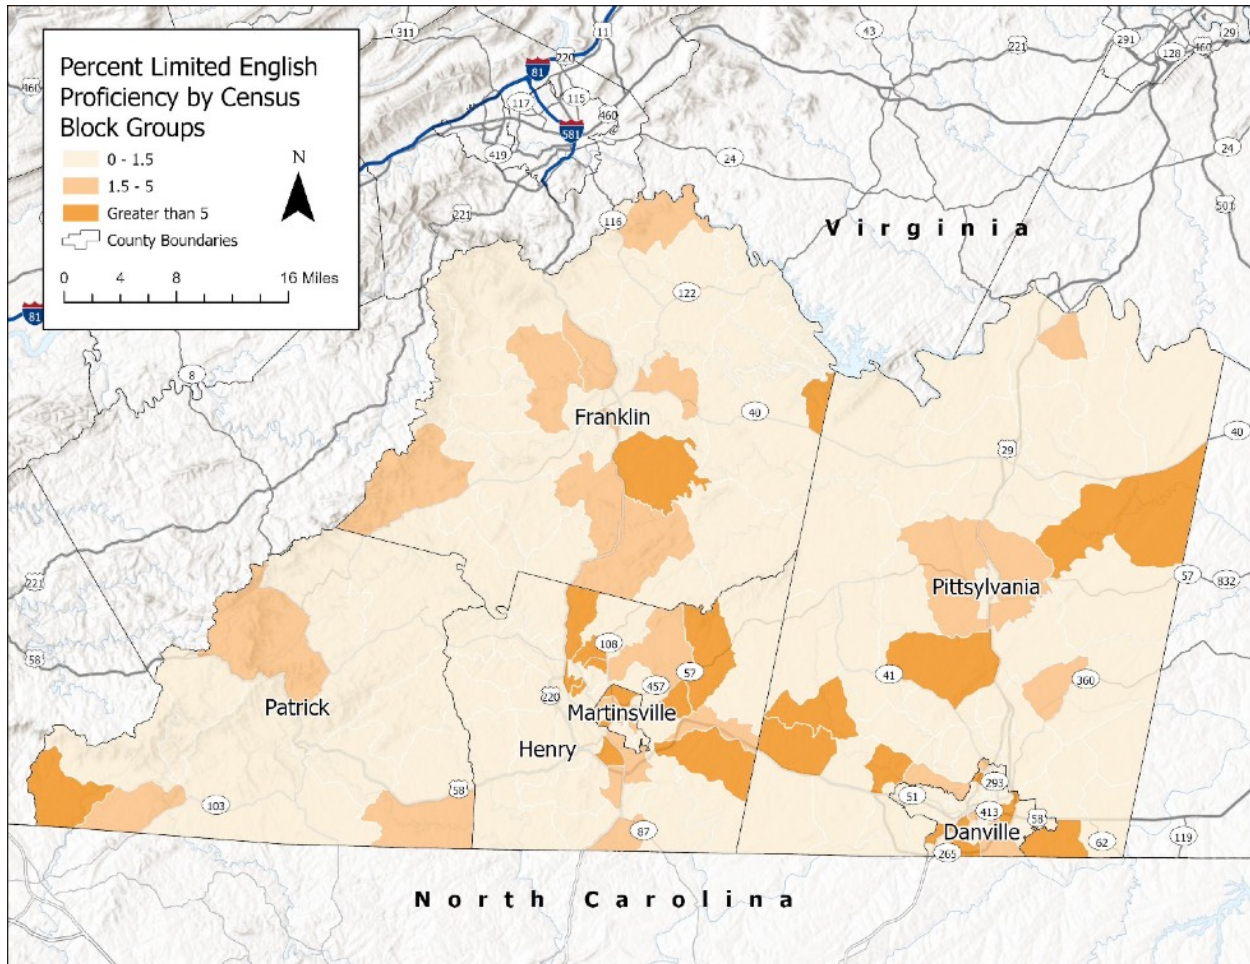 Percent Limited English
Proficiency by Census
Block Groups
0 - 1.5
1.5 - 5
Greater than 5
County Boundaries
N
0 4 8 16 Miles
311
11
220
43
221
291
29
460
128
460
81
117
115
460
581
419
24
24
221
116
Virginia
501
122
81
8
Franklin
40
40
29
221
57
832
Pittsylvania
108
58
57
41
360
457
220
Patrick
Martinsville
Henry
58
103
293
51
413
58
87
Danville
62
119
265
North Carolina